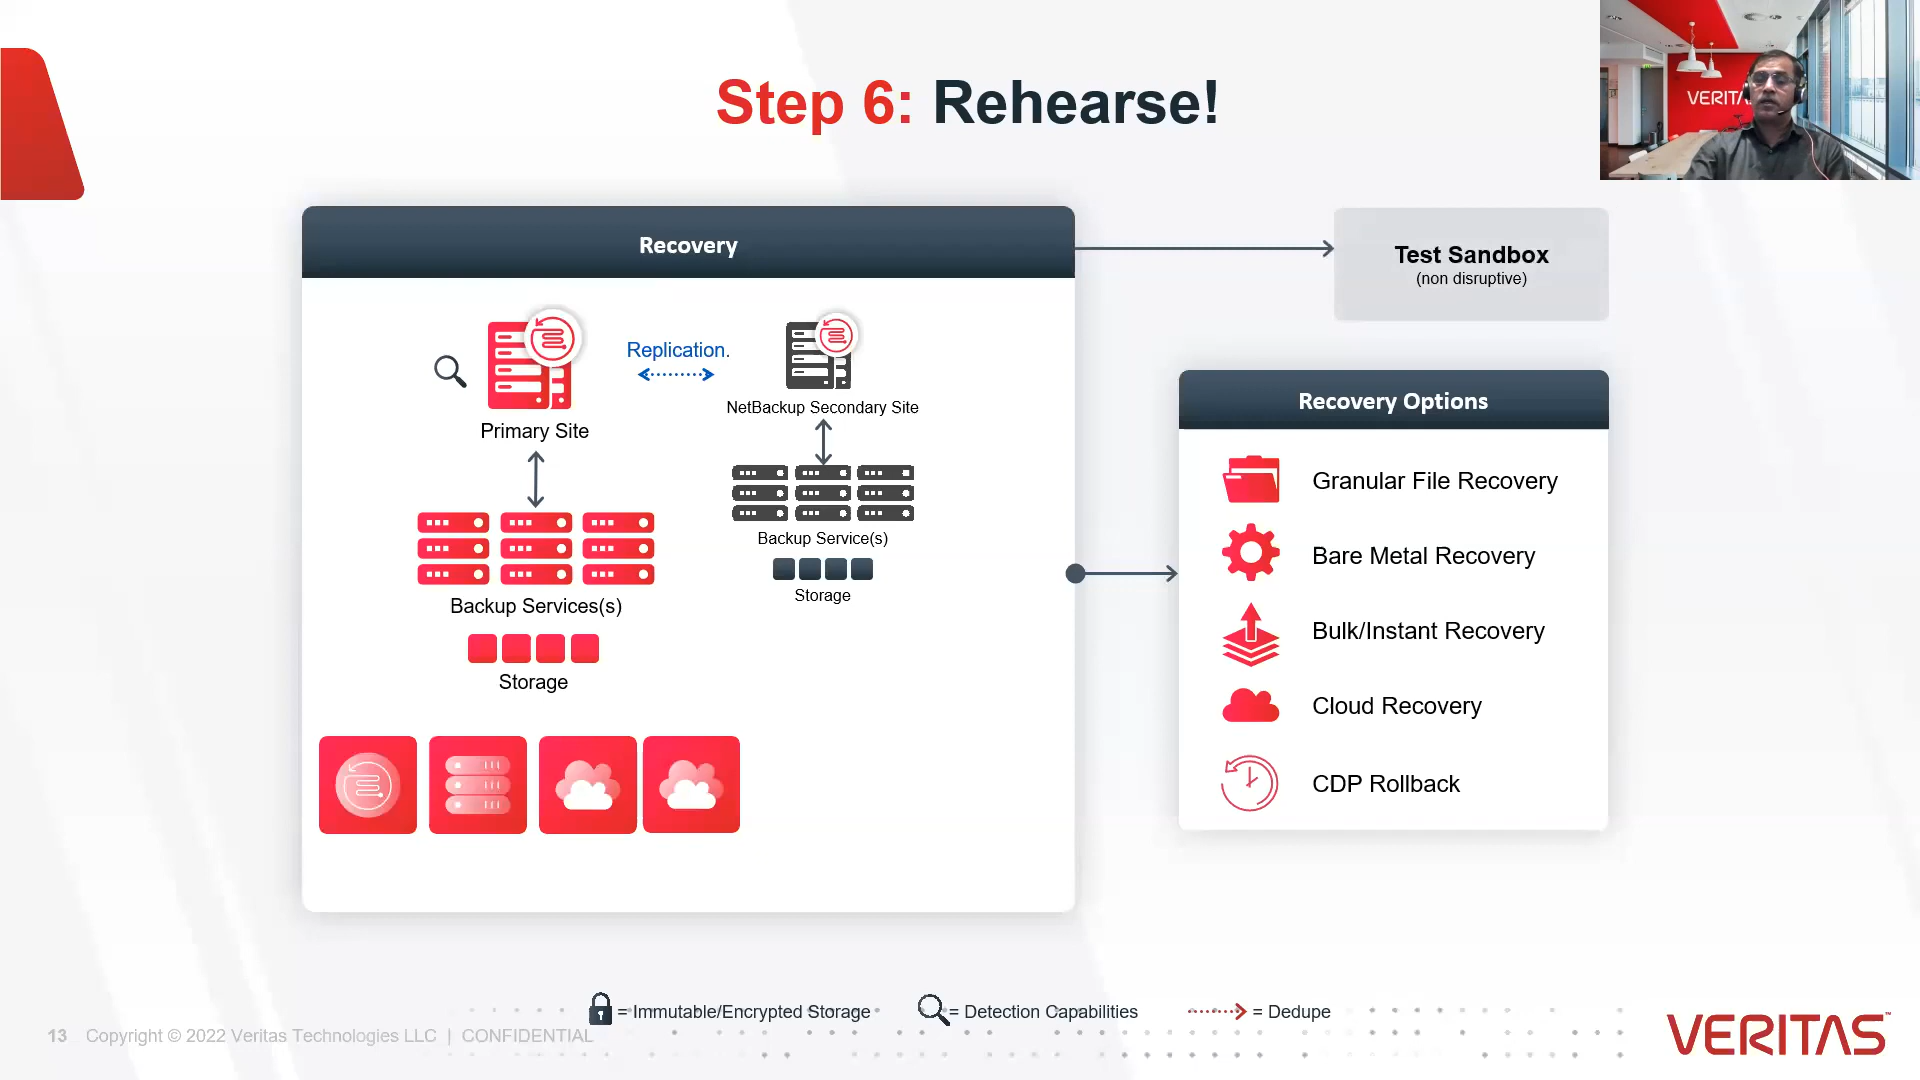 Step 6: Rehearse!
VERITA
Recovery
Test Sandbox
(non disruptive)
Replication.
Primary Site
NetBackup Secondary Site
Backup Services(s)
Backup Service(s)
Storage
Storage
Recovery Options
Granular File Recovery
Bare Metal Recovery
Bulk/Instant Recovery
Cloud Recovery
CDP Rollback
= Immutable/Encrypted Storage
= Detection Capabilities
= Dedupe
13 Copyright © 2022 Veritas Technologies LLC | CONFIDENTIAL
VERITAS™